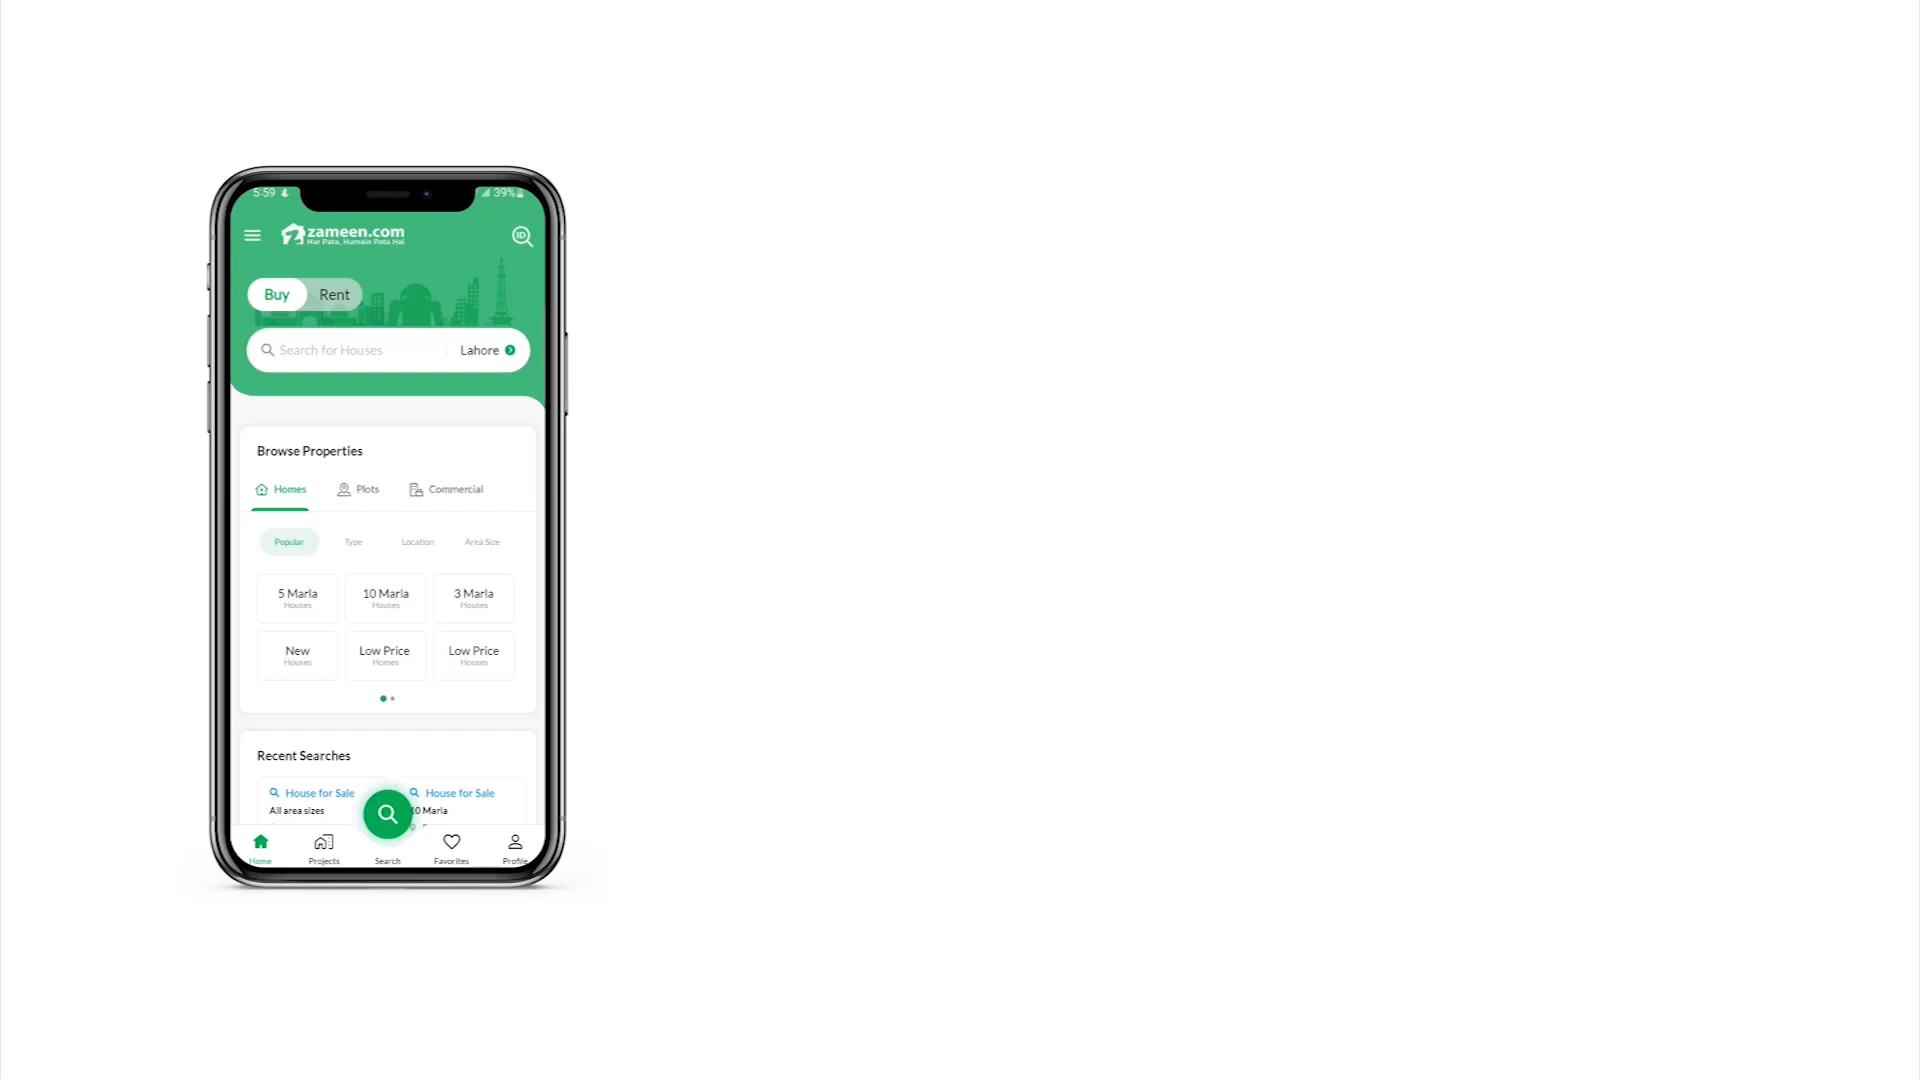 5:59 39%
zameen.com
Har Pata, Humain Pata Hai
ID
Buy Rent
Search for Houses Lahore
Browse Properties
Homes Plots Commercial
Popular Type Location Area Size
5 Marla 10 Marla 3 Marla
Houses Houses Houses
New Low Price Low Price
Houses Homes Houses
Recent Searches
House for Sale House for Sale
All area sizes 10 Marla
Home Projects Search Favorites Profile